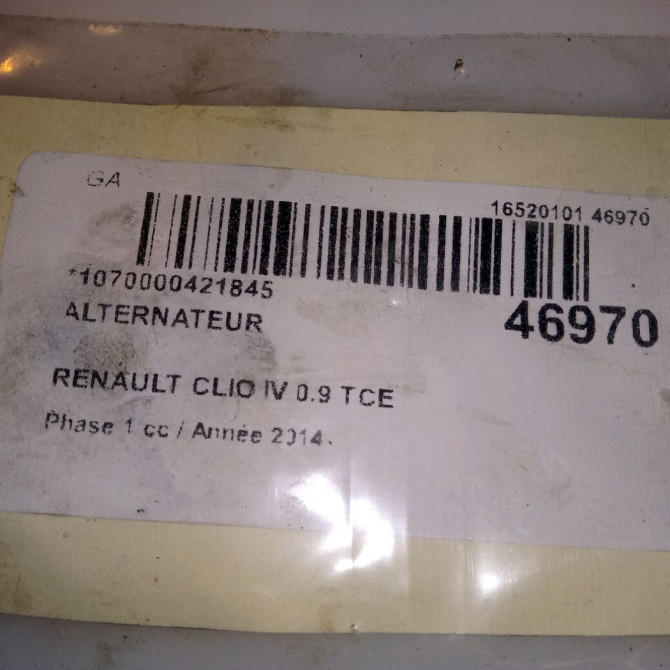 GA
16520101 46970
*1070000421845
46970
ALTERNATEUR
RENAULT CLIO IV 0.9 TCE
Phase 1 cc / Année 2014.